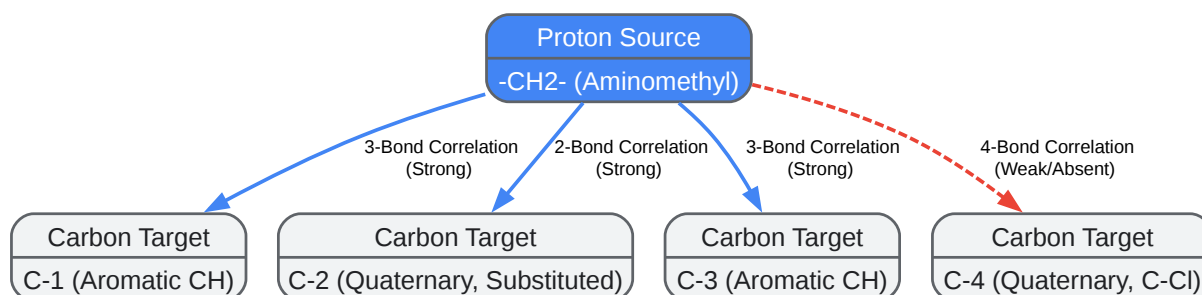 Proton Source
-CH2- (Aminomethyl)
3-Bond Correlation
(Strong)
2-Bond Correlation
(Strong)
3-Bond Correlation
(Strong)
4-Bond Correlation
(Weak/Absent)
Carbon Target
C-1 (Aromatic CH)
Carbon Target
C-2 (Quaternary, Substituted)
Carbon Target
C-3 (Aromatic CH)
Carbon Target
C-4 (Quaternary, C-Cl)